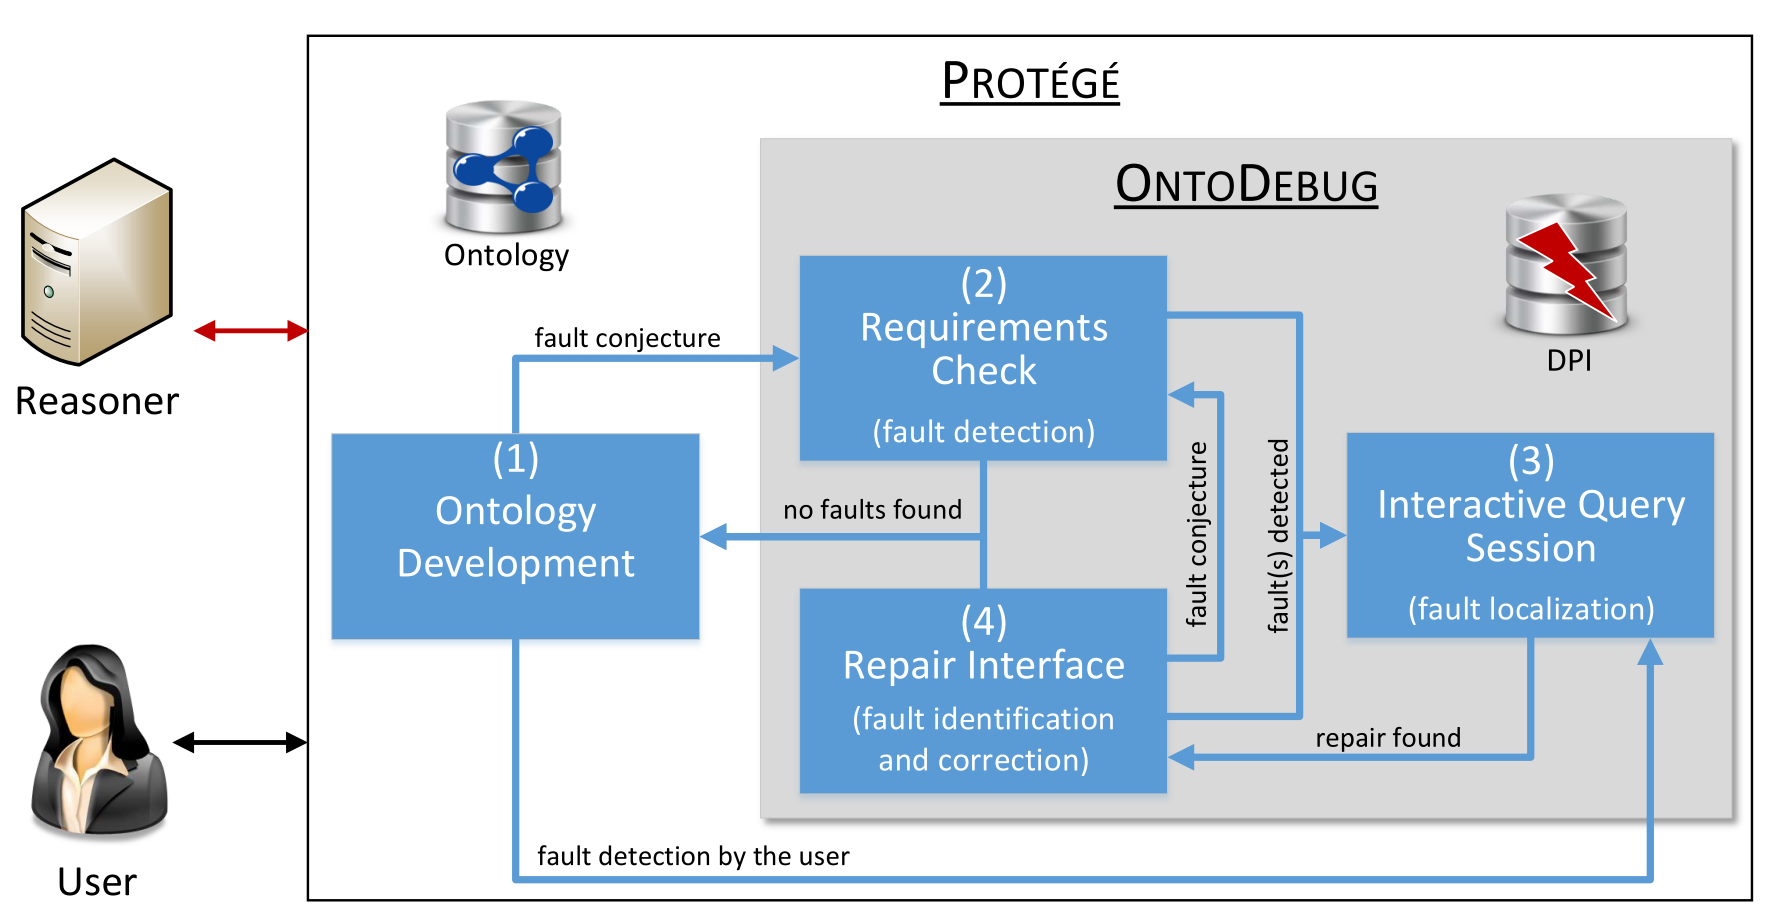 PROTÉGÉ
ONTODEBUG
Ontology
DPI
Reasoner
User
fault conjecture
(1)
Ontology
Development
(2)
Requirements
Check
(fault detection)
no faults found
fault conjecture
fault(s) detected
(3)
Interactive Query
Session
(fault localization)
(4)
Repair Interface
(fault identification
and correction)
repair found
fault detection by the user